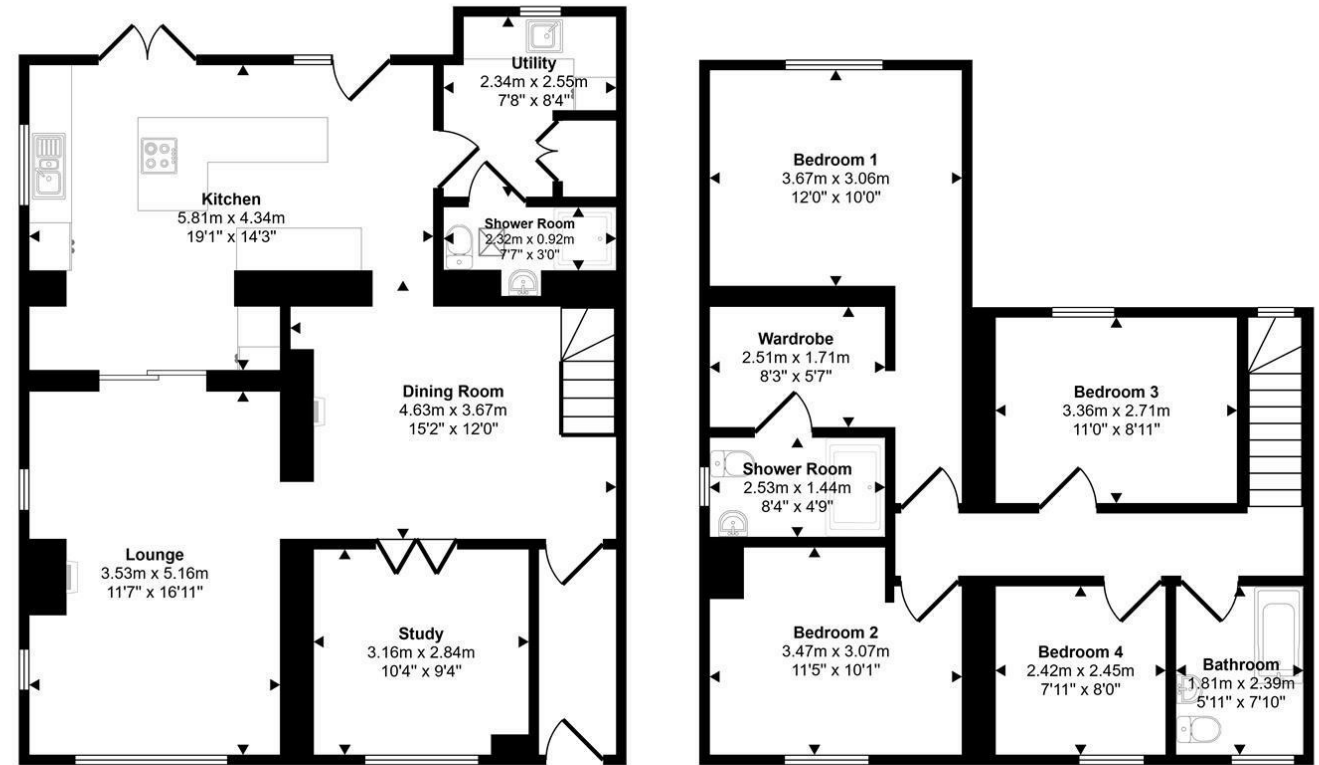 Utility
2.34m x 2.55m
7'8" x 8'4"
Kitchen
5.81m x 4.34m
19'1" x 14'3"
Shower Room
2.32m x 0.92m
7'7" x 3'0"
Dining Room
4.63m x 3.67m
15'2" x 12'0"
Lounge
3.53m x 5.16m
11'7" x 16'11"
Study
3.16m x 2.84m
10'4" x 9'4"
Bedroom 1
3.67m x 3.06m
12'0" x 10'0"
Wardrobe
2.51m x 1.71m
8'3" x 5'7"
Bedroom 3
3.36m x 2.71m
11'0" x 8'11"
Shower Room
2.53m x 1.44m
8'4" x 4'9"
Bedroom 2
3.47m x 3.07m
11'5" x 10'1"
Bedroom 4
2.42m x 2.45m
7'11" x 8'0"
Bathroom
1.81m x 2.39m
5'11" x 7'10"